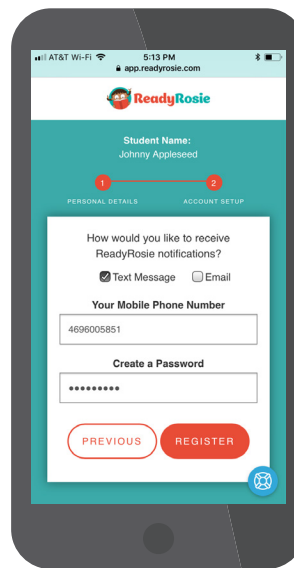 AT&T Wi-Fi 5:13 PM
app.readyrosie.com
ReadyRosie
Student Name:
Johnny Appleseed
1 2
PERSONAL DETAILS ACCOUNT SETUP
How would you like to receive
ReadyRosie notifications?
Text Message Email
Your Mobile Phone Number
4696005851
Create a Password
•••••••••
PREVIOUS REGISTER